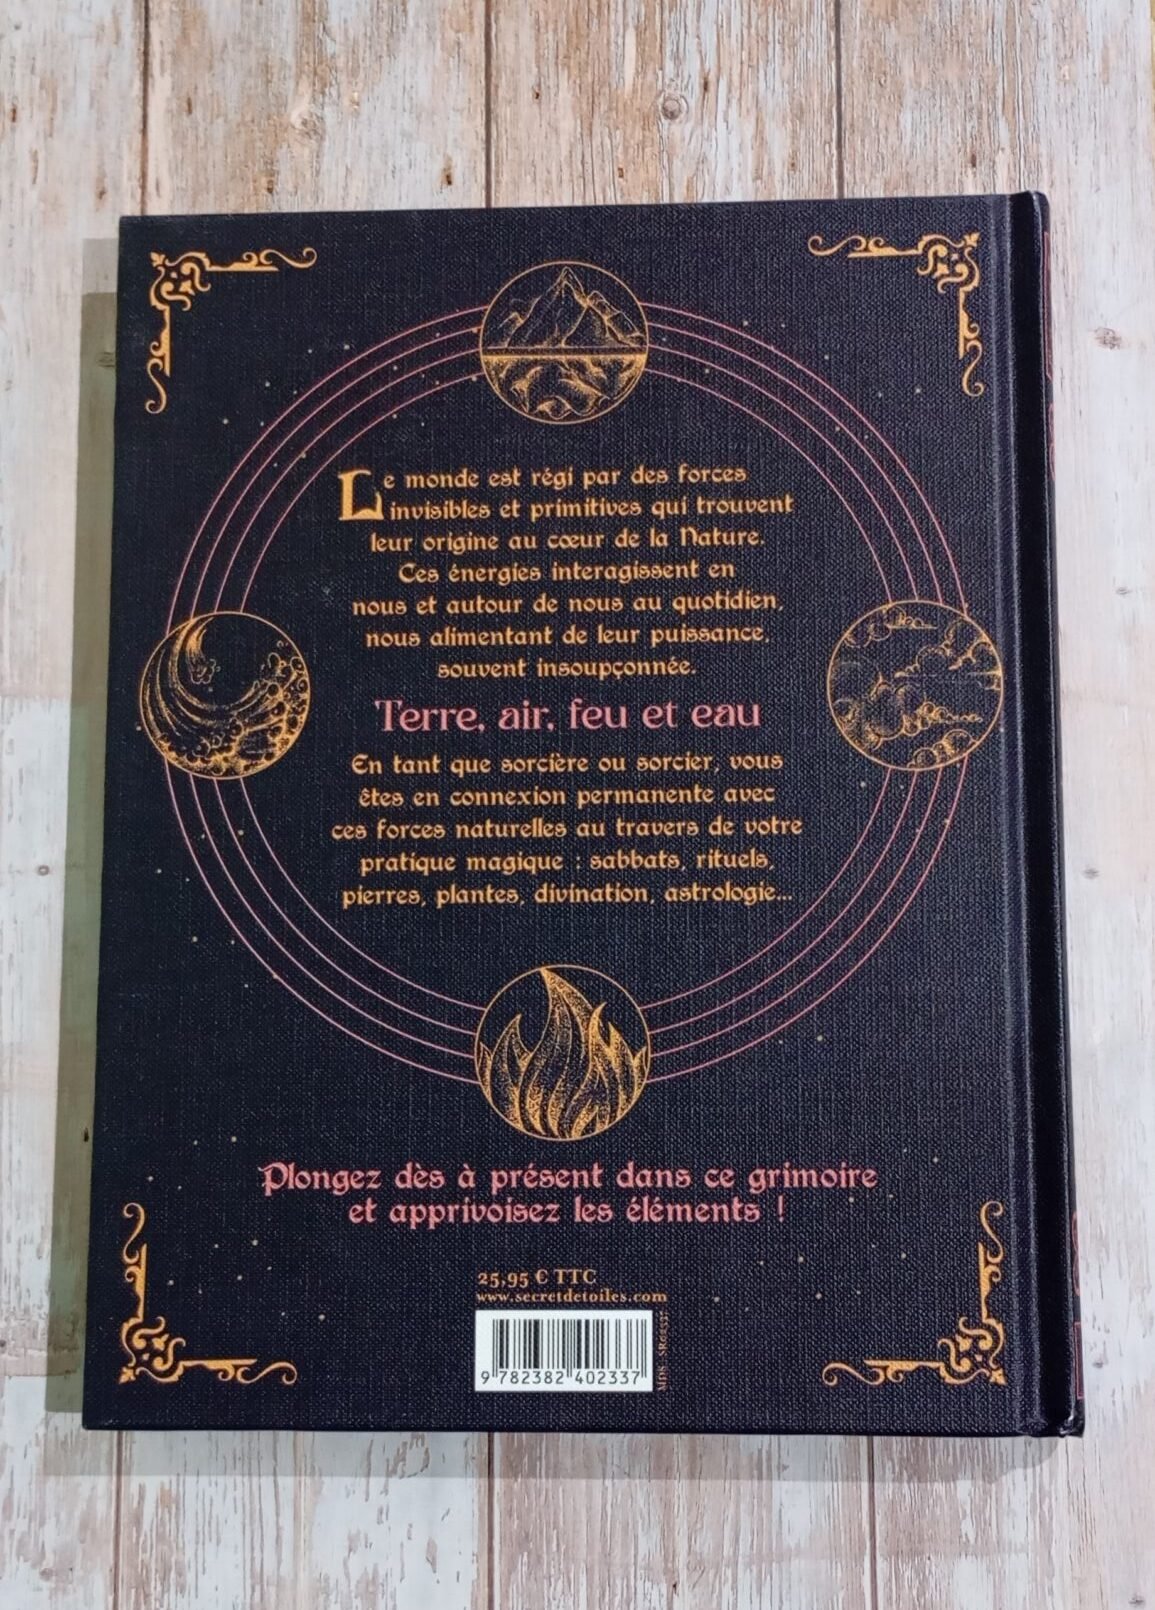 Le monde est régi par des forces
invisibles et primitives qui trouvent
leur origine au cœur de la Nature.
Ces énergies interagissent en
nous et autour de nous au quotidien,
nous alimentant de leur puissance,
souvent insoupçonnée.
Terre, air, feu et eau
En tant que sorcière ou sorcier, vous
êtes en connexion permanente avec
ces forces naturelles au travers de votre
pratique magique : sabbats, rituels,
pierres, plantes, divination, astrologie...
Plongez dès à présent dans ce grimoire
et apprivoisez les éléments !
25,95 € TTC
www.secretdetoiles.com
9 782382 402337
MDS